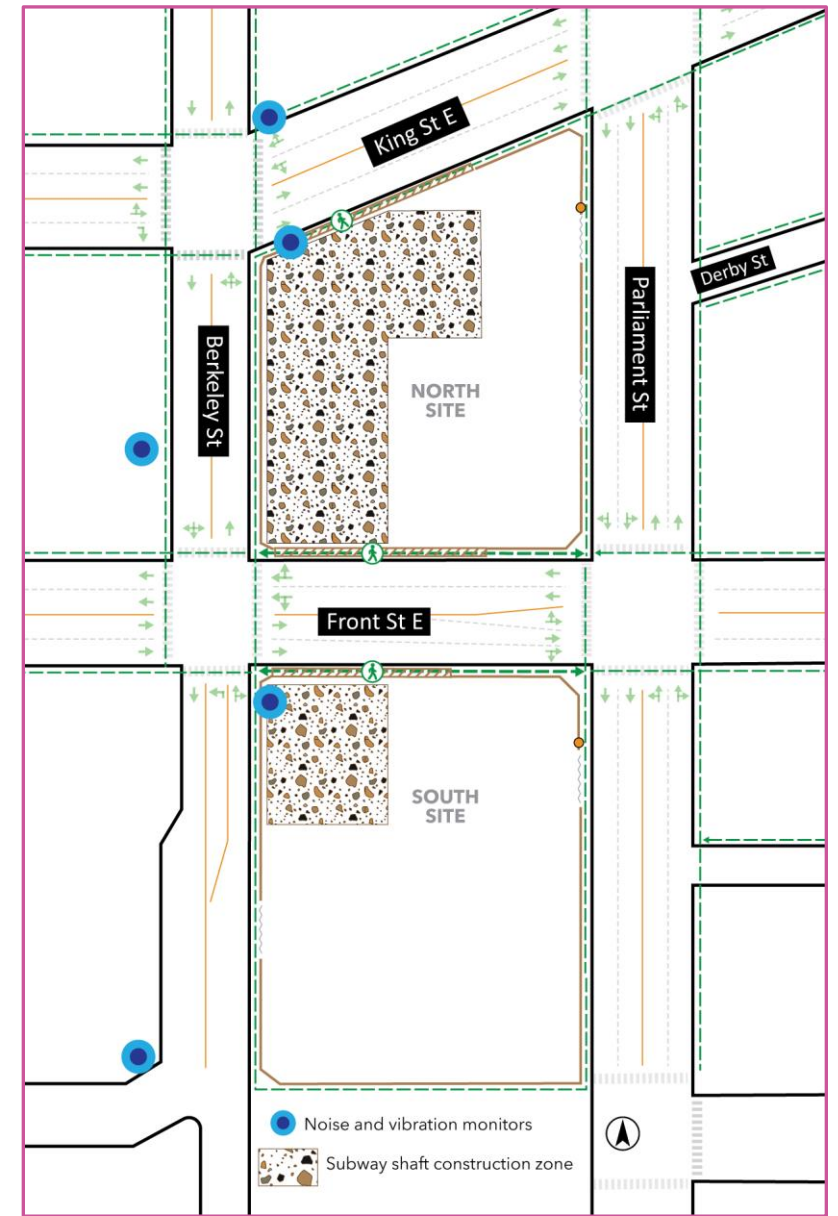 King St E
Derby St
Parliament St
Berkeley St
NORTH
SITE
Front St E
SOUTH
SITE
Noise and vibration monitors
Subway shaft construction zone